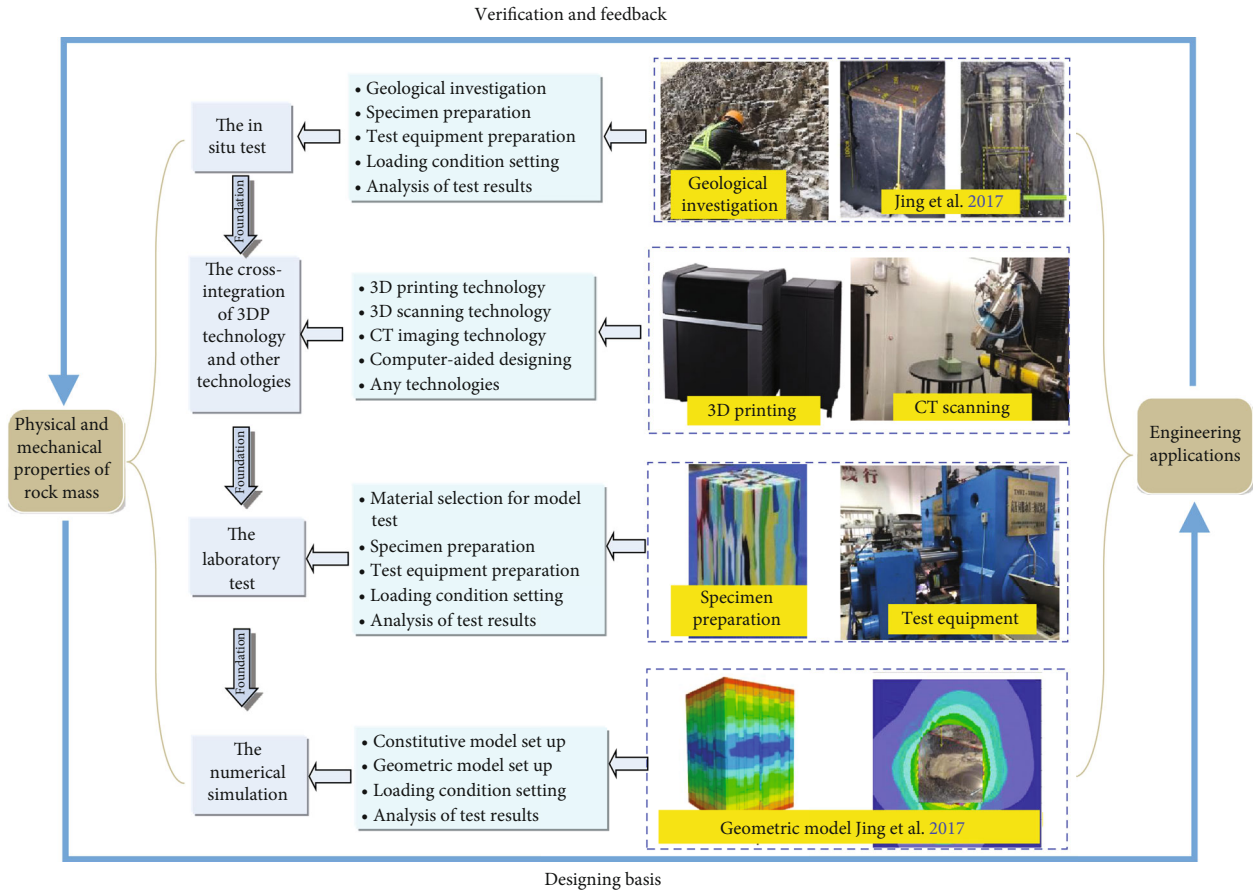 Verification and feedback
• Geological investigation
• Specimen preparation
• Test equipment preparation
• Loading condition setting
• Analysis of test results
The in
situ test
Geological
investigation
Jing et al. 2017
Foundation
The cross-
integration
of 3DP
technology
and other
technologies
• 3D printing technology
• 3D scanning technology
• CT imaging technology
• Computer-aided designing
• Any technologies
3D printing
CT scanning
Physical and
mechanical
properties of
rock mass
Engineering
applications
Foundation
The
laboratory
test
• Material selection for model
test
• Specimen preparation
• Test equipment preparation
• Loading condition setting
• Analysis of test results
Specimen
preparation
Test equipment
Foundation
The
numerical
simulation
• Constitutive model set up
• Geometric model set up
• Loading condition setting
• Analysis of test results
Geometric model Jing et al. 2017
Designing basis